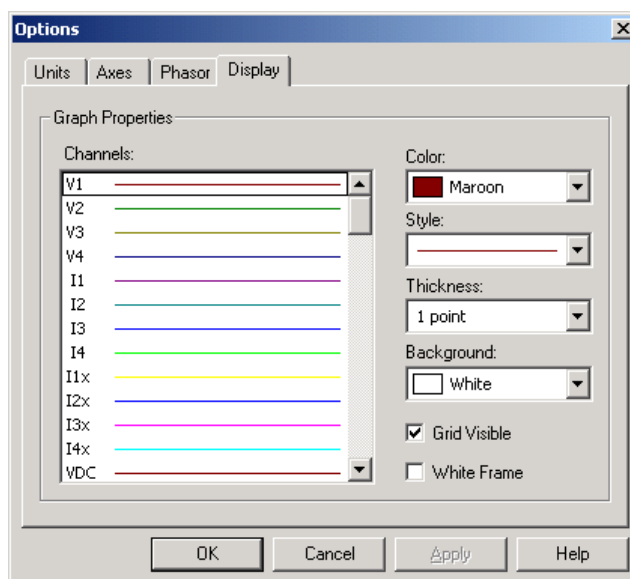 Options
Units Axes Phasor Display
Graph Properties
Channels:
V1
V2
V3
V4
I1
I2
I3
I4
I1x
I2x
I3x
I4x
VDC
Color:
Maroon
Style:
Thickness:
1 point
Background:
White
Grid Visible
White Frame
OK Cancel Apply Help